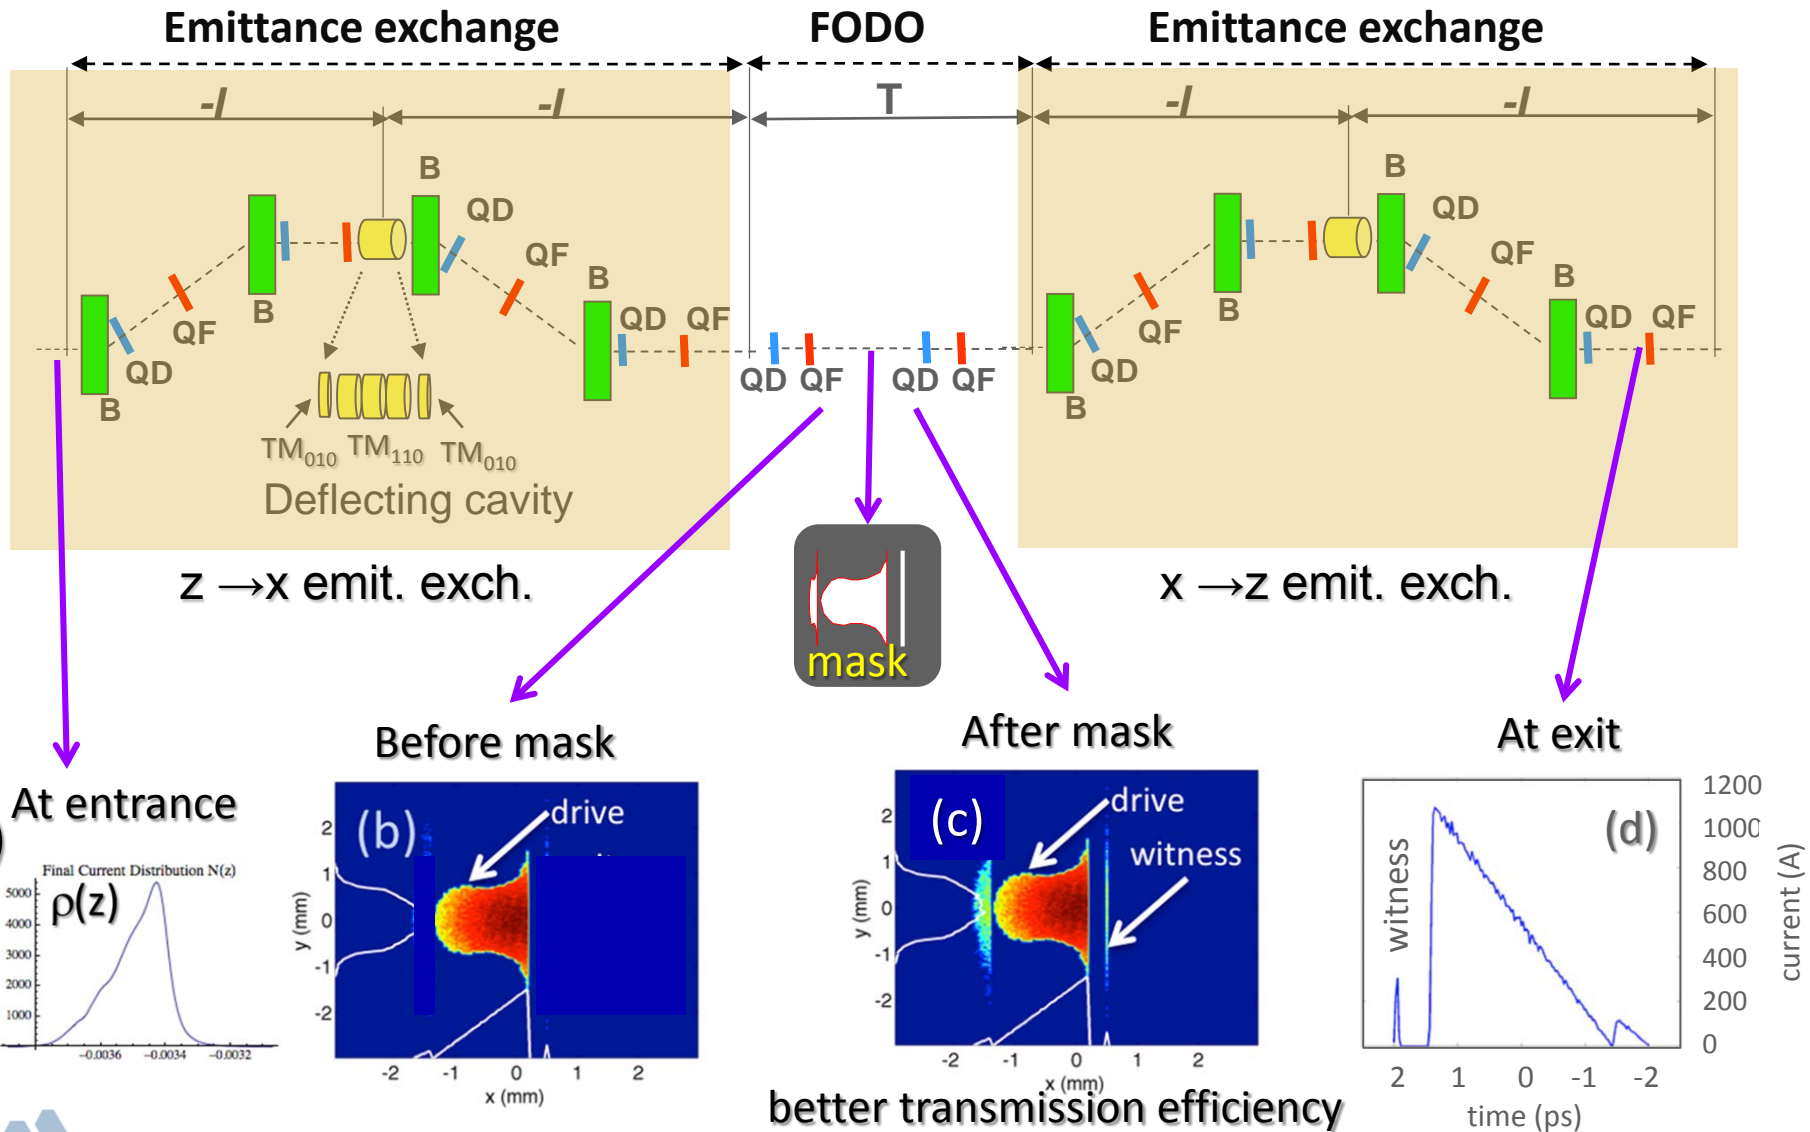 Emittance exchange FODO Emittance exchange
-I -I T -I -I
B B
QD QD
QF QF
B B
B B
QF QD QF QF QD QF
QD QD
B QD QF QD QF B
TM010 TM110 TM010
Deflecting cavity
z →x emit. exch. x →z emit. exch.
mask
Before mask After mask At exit
At entrance
)
Final Current Distribution N(z)
ρ(z)
5000
4000
3000
2000
1000
−0.0036 −0.0034 −0.0032
(b)
drive
y (mm)
2
1
0
-1
-2
-2 -1 0 1 2
x (mm)
(c)
drive
witness
y (mm)
2
1
0
-1
-2
-2 -1 0 1 2
x (mm)
better transmission efficiency
(d)
witness
1200
1000
800
600
400
200
0
current (A)
2 1 0 -1 -2
time (ps)